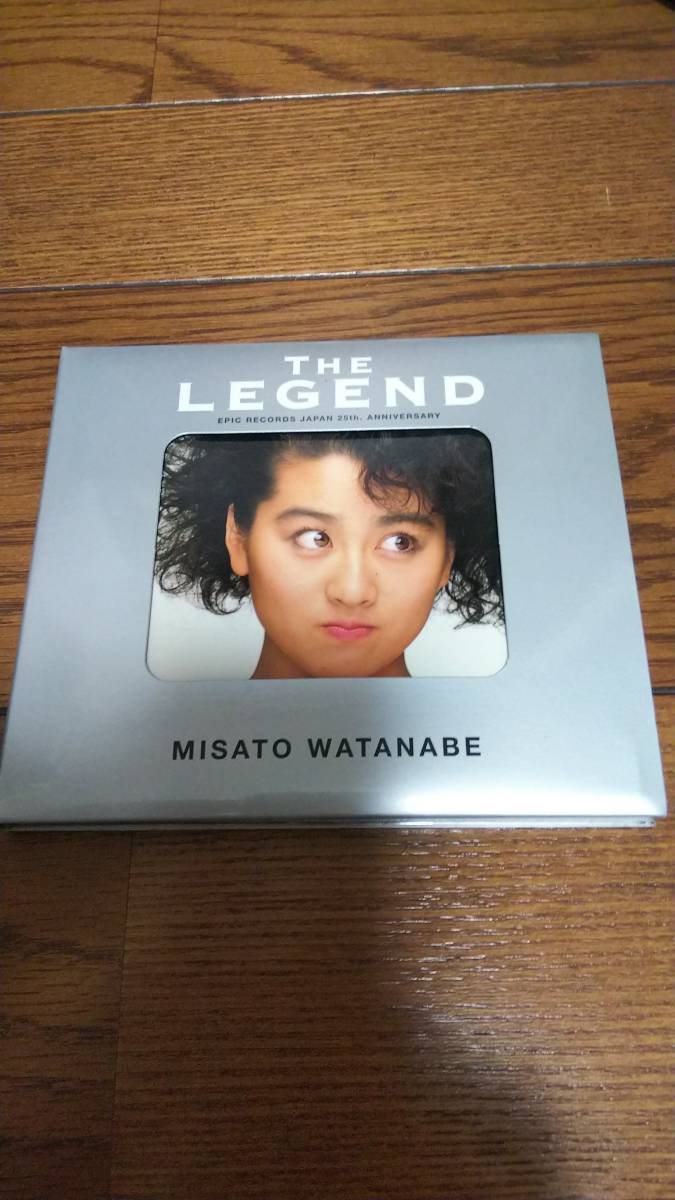 THE
LEGEND
EPIC RECORDS JAPAN 25th. ANNIVERSARY
MISATO WATANABE